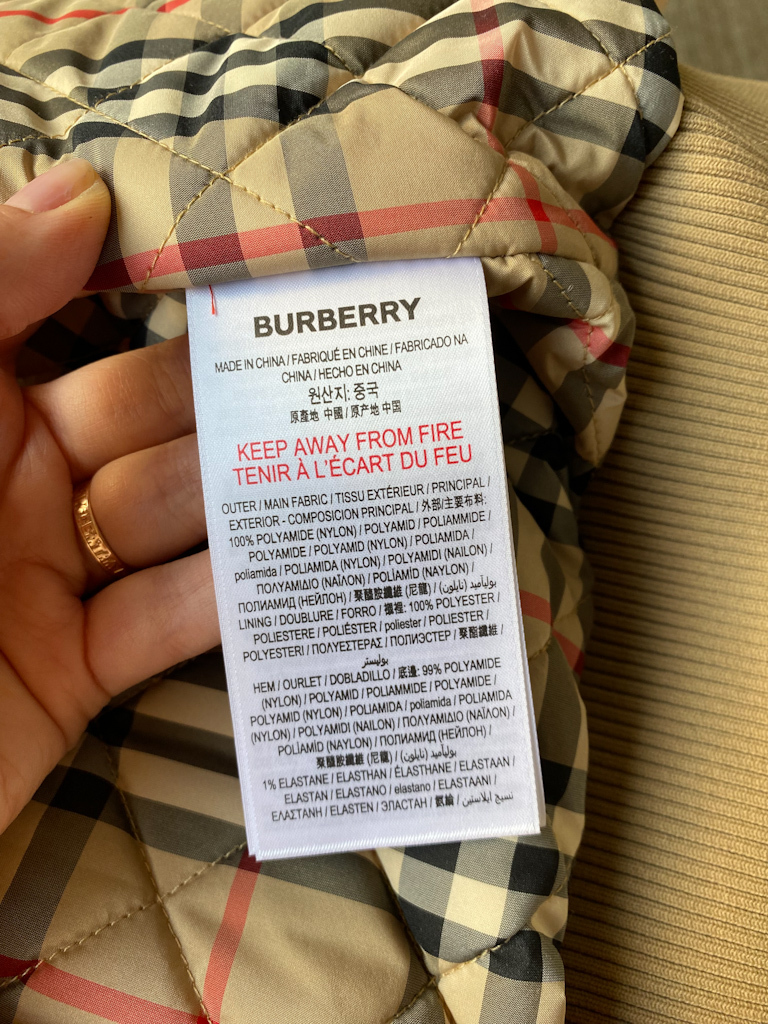 BURBERRY
MADE IN CHINA / FABRIQUÉ EN CHINE / FABRICADO NA
CHINA / HECHO EN CHINA
원산지: 중국
原產地 中國 / 原产地 中国
KEEP AWAY FROM FIRE
TENIR À L'ÉCART DU FEU
OUTER / MAIN FABRIC / TISSU EXTÉRIEUR / PRINCIPAL /
EXTERIOR - COMPOSICION PRINCIPAL / 外部/主要布料:
100% POLYAMIDE (NYLON) / POLYAMID / POLIAMMIDE /
POLYAMIDE / POLYAMID (NYLON) / POLIAMIDA /
poliamida / POLIAMIDA (NYLON) / POLYAMIDI (NAILON) /
ΠΟΛΥΑΜΙΔΙΟ (ΝΑΪΛΟΝ) / POLİAMİD (NAYLON) /
ПОЛИАМИД (НЕЙЛОН) / 聚醯胺纖維 (尼龍) / بولياميد (نايلون)
LINING / DOUBLURE / FORRO / 襯裡: 100% POLYESTER /
POLIESTERE / POLIÉSTER / poliester / POLIESTER /
POLYESTERI / ΠΟΛΥΕΣΤΕΡΑΣ / ПОЛИЭСТЕР / 聚酯纖維 /
بوليستر
HEM / OURLET / DOBLADILLO / 底邊: 99% POLYAMIDE
(NYLON) / POLYAMID / POLIAMMIDE / POLYAMIDE /
POLYAMID (NYLON) / POLIAMIDA / poliamida / POLIAMIDA
(NYLON) / POLYAMIDI (NAILON) / ΠΟΛΥΑΜΙΔΙΟ (ΝΑΪΛΟΝ) /
POLİAMİD (NAYLON) / ПОЛИАМИД (НЕЙЛОН) /
聚醯胺纖維 (尼龍) / بولياميد (نايلون)
1% ELASTANE / ELASTHAN / ÉLASTHANE / ELASTAAN /
ELASTAN / ELASTANO / elastano / ELASTAANI /
ΕΛΑΣΤΑΝΗ / ELASTEN / ЭЛАСТАН / 彈性纖維 / نسيج ايلاستين